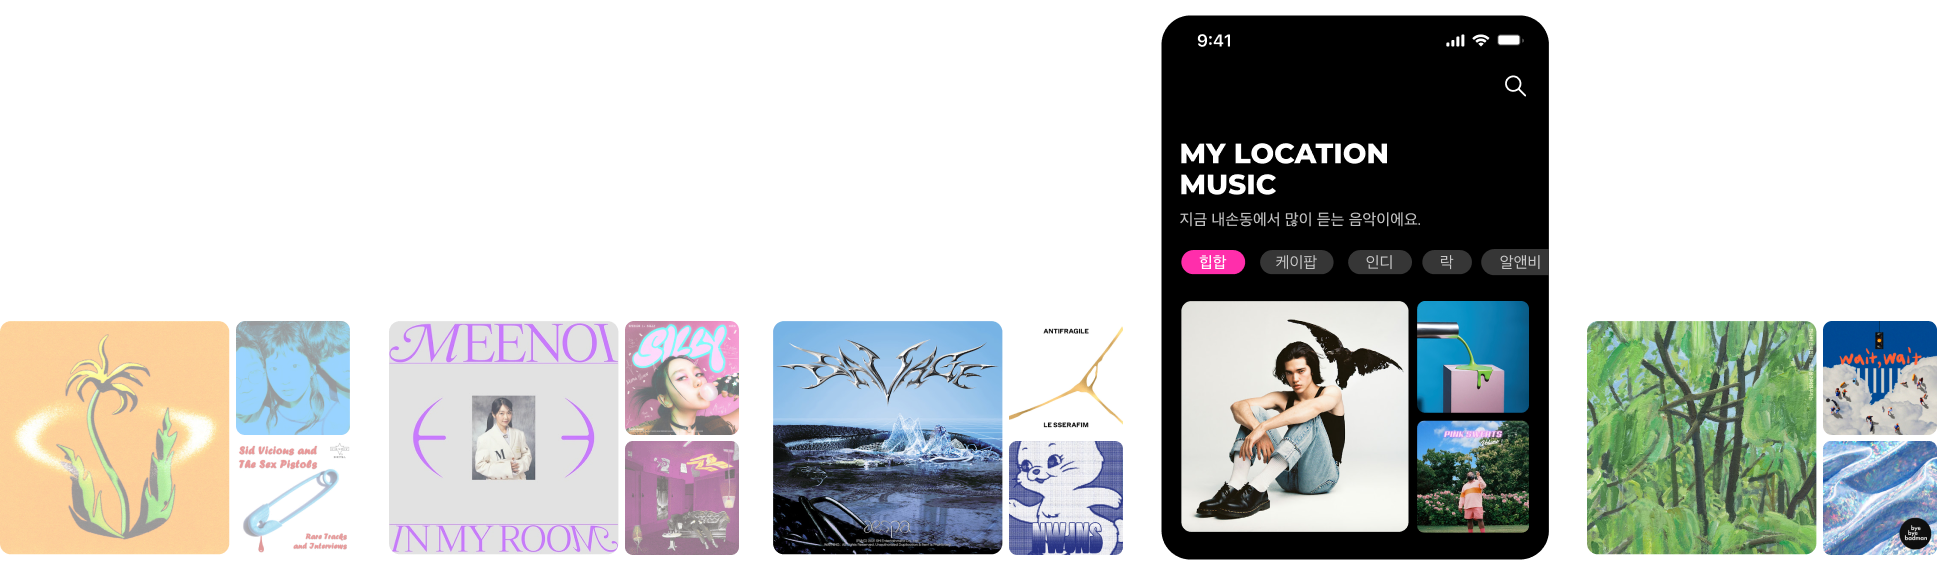 9:41
MY LOCATION
MUSIC
지금 내손동에서 많이 듣는 음악이에요.
힙합
케이팝
인디
락
알앤비
Sid Vicious and
The Sex Pistols
Rare Tracks
and Interviews
MEENOI
IN MY ROOM
SILLY
SAVAGE
aespa
ANTIFRAGILE
LE SSERAFIM
NWJNS
PINK SWEAT$
wait, wait
bye
bye
badman